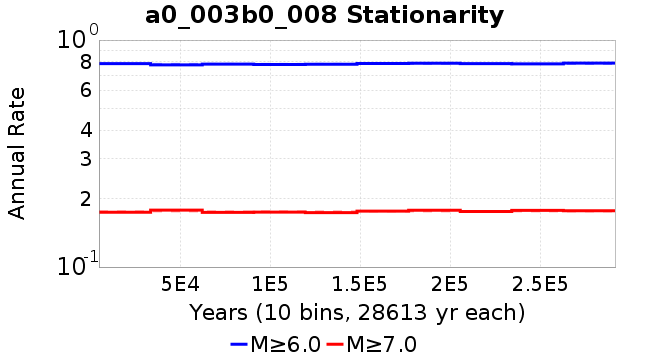 a0_003b0_008 Stationarity
Annual Rate
10^0
8
6
4
3
2
10^-1
5E4 1E5 1.5E5 2E5 2.5E5
Years (10 bins, 28613 yr each)
M≥6.0 M≥7.0